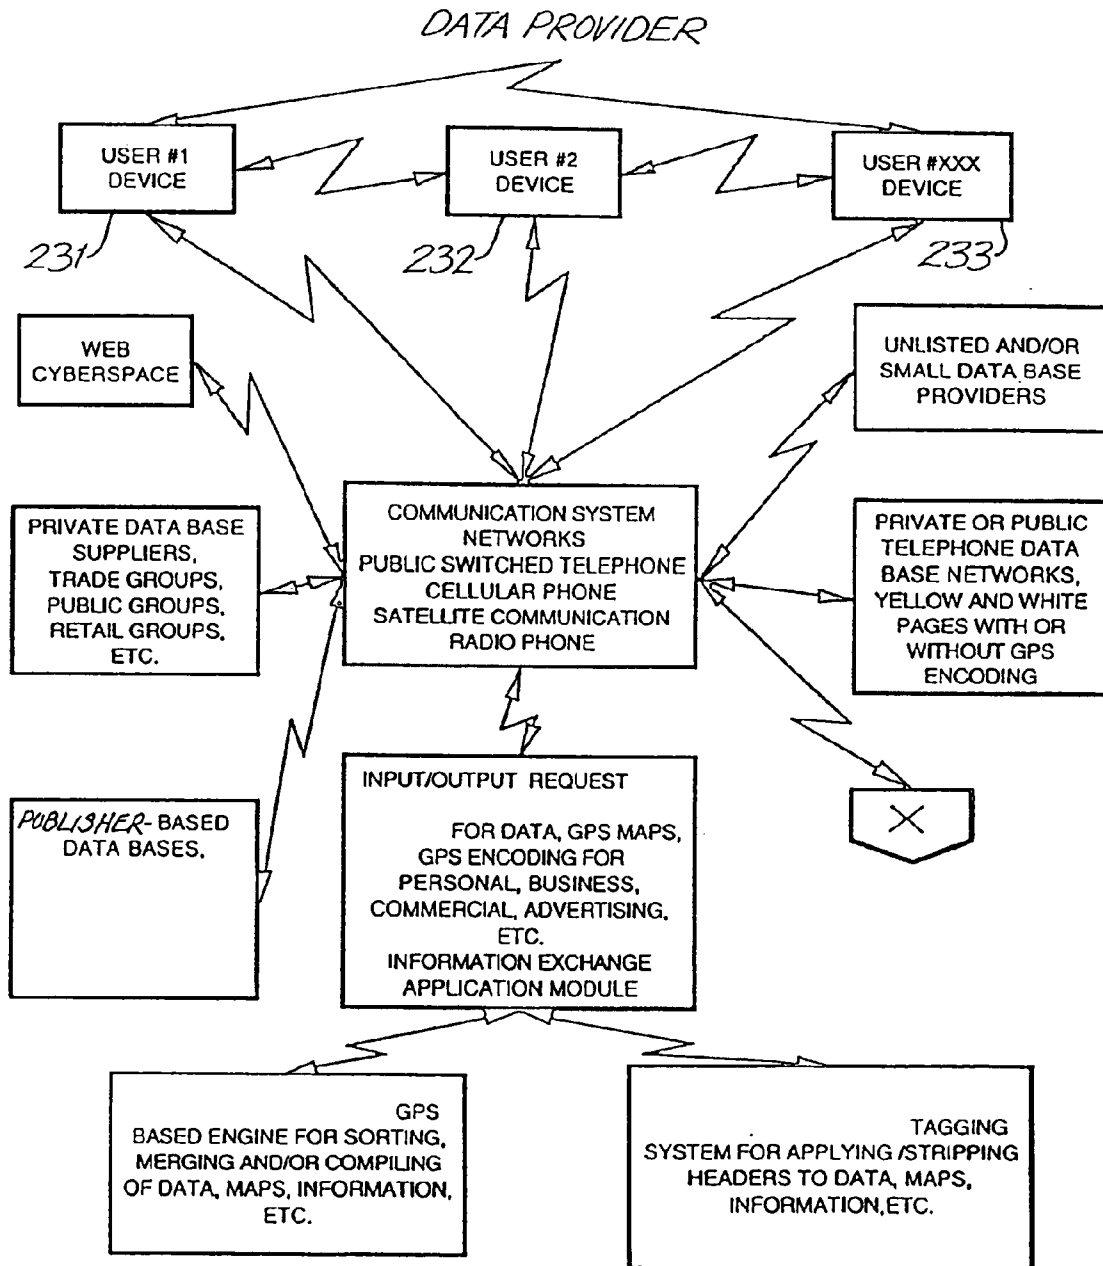 DATA PROVIDER
USER #1
DEVICE
USER #2
DEVICE
USER #XXX
DEVICE
231
232
233
WEB
CYBERSPACE
UNLISTED AND/OR
SMALL DATA BASE
PROVIDERS
PRIVATE DATA BASE
SUPPLIERS,
TRADE GROUPS,
PUBLIC GROUPS,
RETAIL GROUPS,
ETC.
COMMUNICATION SYSTEM
NETWORKS
PUBLIC SWITCHED TELEPHONE
CELLULAR PHONE
SATELLITE COMMUNICATION
RADIO PHONE
PRIVATE OR PUBLIC
TELEPHONE DATA
BASE NETWORKS,
YELLOW AND WHITE
PAGES WITH OR
WITHOUT GPS
ENCODING
PUBLISHER- BASED
DATA BASES,
INPUT/OUTPUT REQUEST
FOR DATA, GPS MAPS,
GPS ENCODING FOR
PERSONAL, BUSINESS,
COMMERCIAL, ADVERTISING,
ETC.
INFORMATION EXCHANGE
APPLICATION MODULE
X
GPS
BASED ENGINE FOR SORTING,
MERGING AND/OR COMPILING
OF DATA, MAPS, INFORMATION,
ETC.
TAGGING
SYSTEM FOR APPLYING /STRIPPING
HEADERS TO DATA, MAPS,
INFORMATION,ETC.